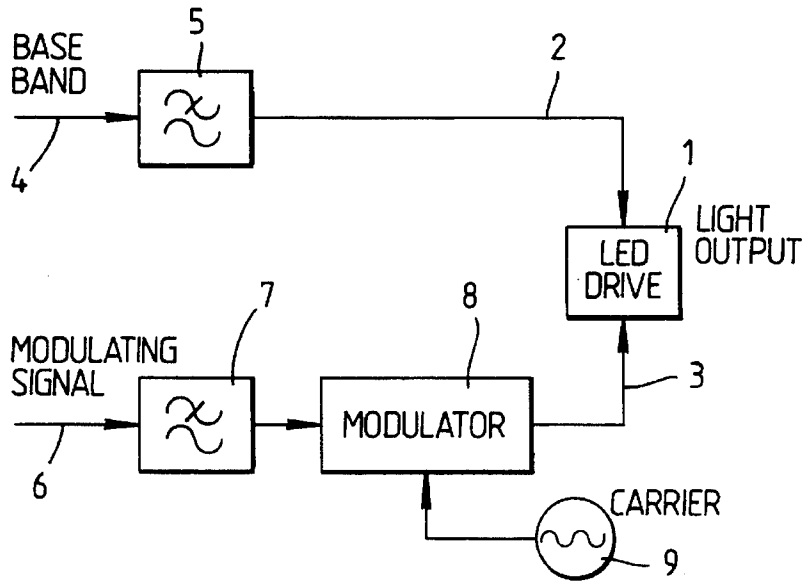 5
BASE
BAND
2
4
1
LIGHT
OUTPUT
LED
DRIVE
7
8
MODULATING
SIGNAL
MODULATOR
3
6
CARRIER
9